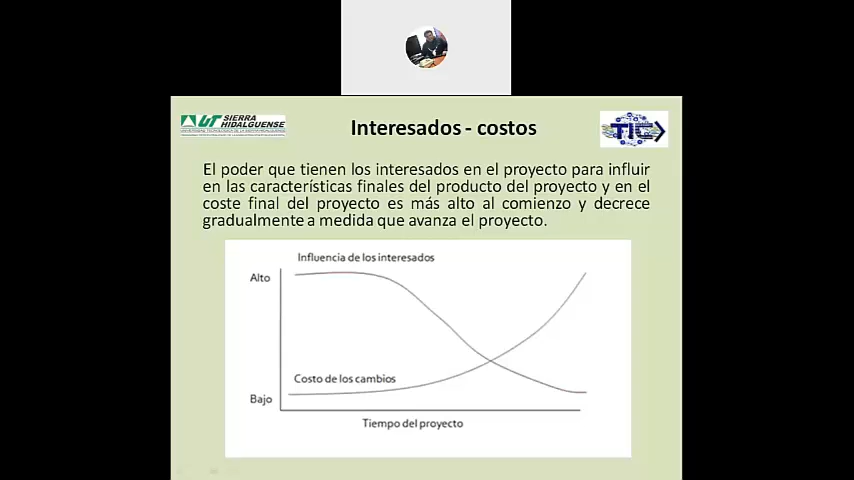 UT SIERRA
HIDALGUENSE
TIC
Interesados - costos
El poder que tienen los interesados en el proyecto para influir
en las características finales del producto del proyecto y en el
coste final del proyecto es más alto al comienzo y decrece
gradualmente a medida que avanza el proyecto.
Influencia de los interesados
Alto
Costo de los cambios
Bajo
Tiempo del proyecto